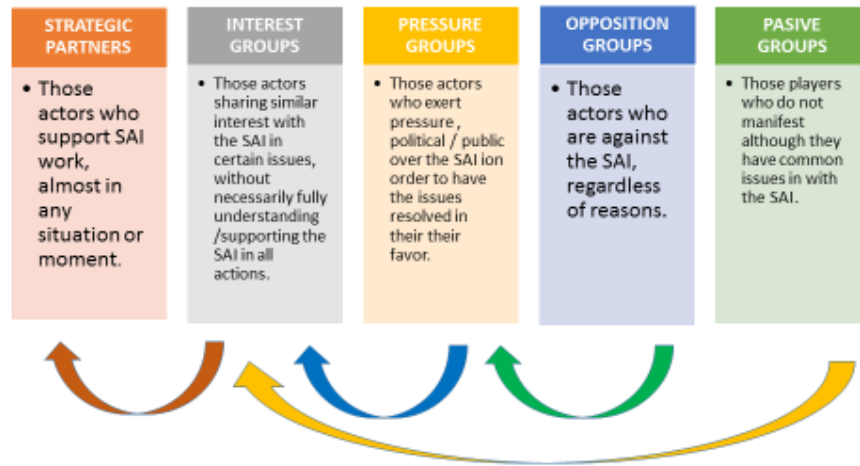 STRATEGIC
PARTNERS
• Those
actors who
support SAI
work,
almost in
any
situation or
moment.
INTEREST
GROUPS
• Those actors
sharing similar
interest with
the SAI in
certain issues,
without
necessarily fully
understanding
/supporting the
SAI in all
actions.
PRESSURE
GROUPS
• Those actors
who exert
pressure ,
political / public
over the SAI ion
order to have
the issues
resolved in
their their
favor.
OPPOSITION
GROUPS
• Those
actors who
are against
the SAI,
regardless
of reasons.
PASIVE
GROUPS
• Those players
who do not
manifest
although they
have common
issues in with
the SAI.